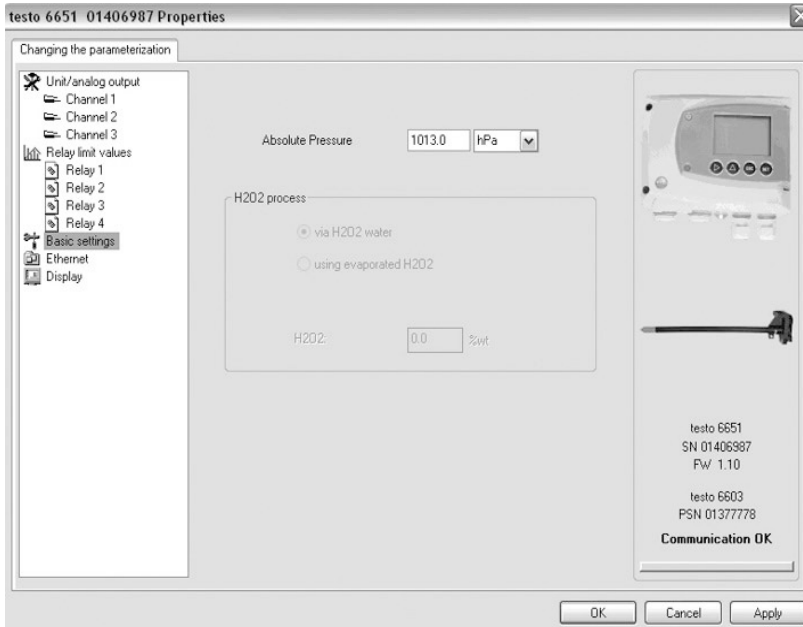 testo 6651 01406987 Properties
Changing the parameterization
Unit/analog output
Channel 1
Channel 2
Channel 3
Relay limit values
Relay 1
Relay 2
Relay 3
Relay 4
Basic settings
Ethernet
Display
Absolute Pressure 1013.0 hPa
H2O2 process
via H2O2 water
using evaporated H2O2
H2O2: 0.0 %wt
testo 6651
SN 01406987
FW 1.10
testo 6603
PSN 01377778
Communication OK
OK Cancel Apply